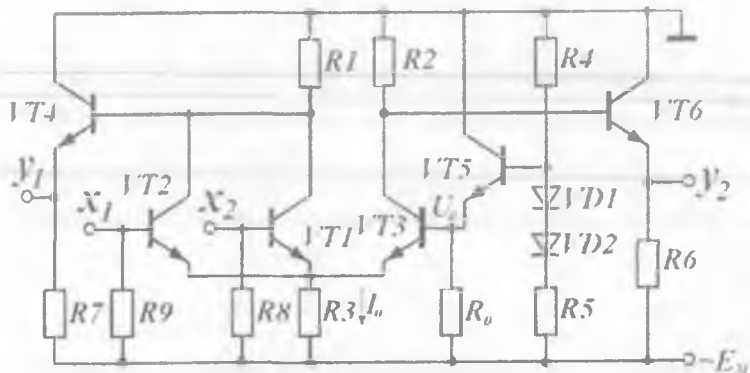 R1
R2
R4
VT4
VT6
y1
VT2
VT5
x1
x2
U
VD1
y2
VT1
VT3
VD2
R6
R7
R9
R8
R3
I₀
R₀
R5